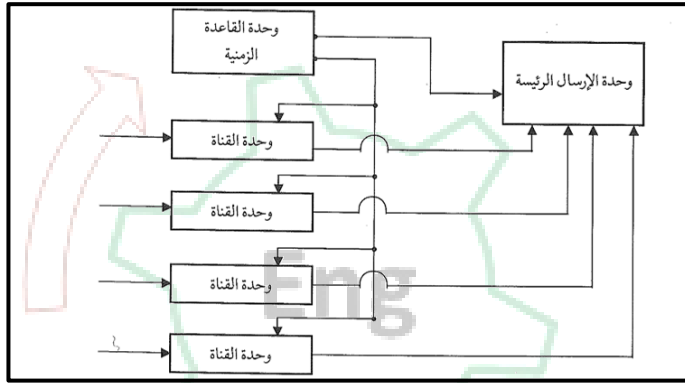 وحدة القاعدة
الزمنية
وحدة الإرسال الرئيسة
وحدة القناة
وحدة القناة
وحدة القناة
وحدة القناة
Eng